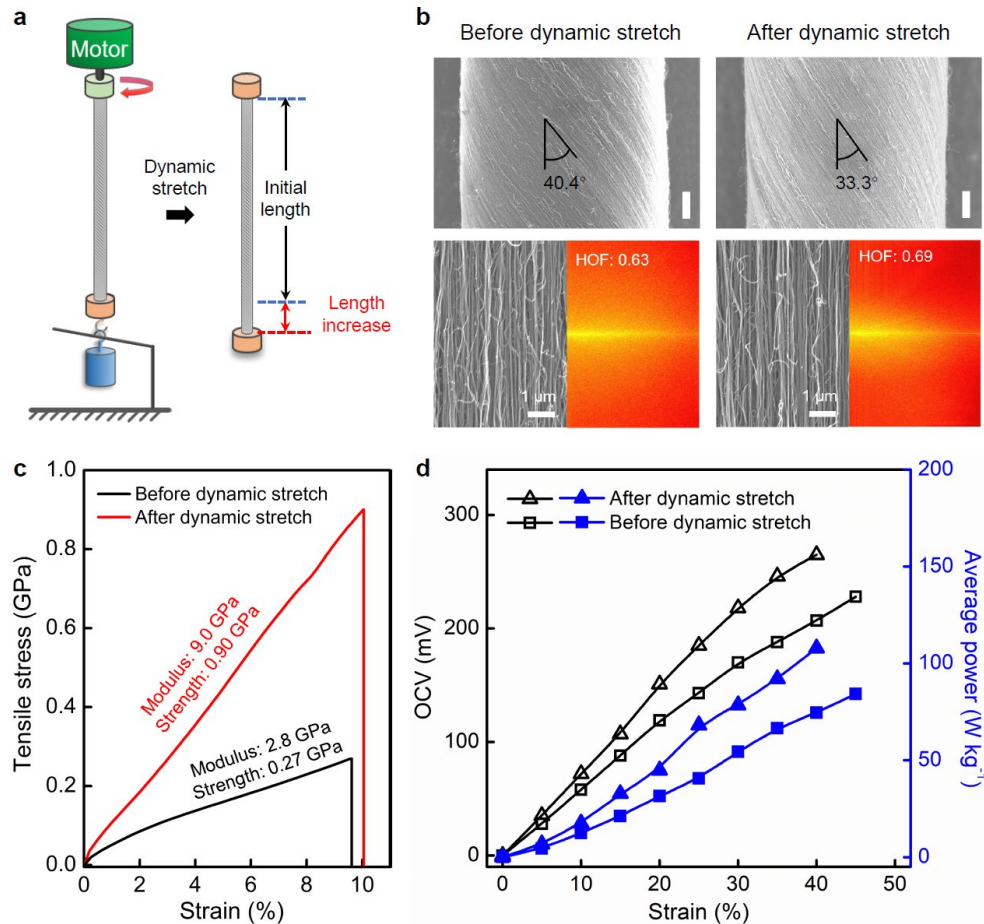 a
Motor
Dynamic
stretch
Initial
length
Length
increase
b
Before dynamic stretch
After dynamic stretch
40.4°
33.3°
HOF: 0.63
1 μm
HOF: 0.69
1 μm
c
Tensile stress (GPa)
1.0
0.8
0.6
0.4
0.2
0.0
Before dynamic stretch
After dynamic stretch
Modulus: 9.0 GPa
Strength: 0.90 GPa
Modulus: 2.8 GPa
Strength: 0.27 GPa
0 2 4 6 8 10
Strain (%)
d
OCV (mV)
300
200
100
0
After dynamic stretch
Before dynamic stretch
200
150
100
50
0
Average power (W kg⁻¹)
0 10 20 30 40 50
Strain (%)